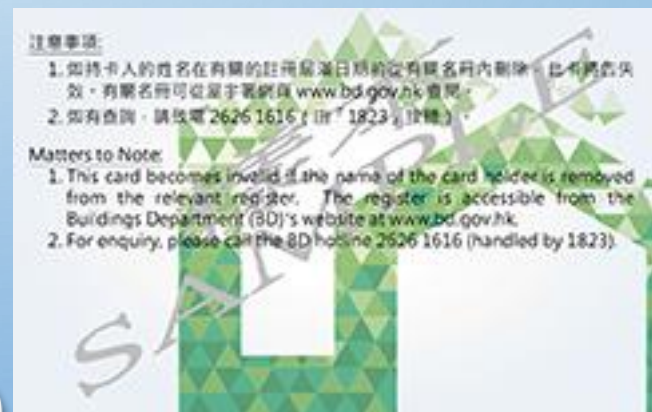 注意事項:
1. 如持卡人的姓名在有關的註冊屆滿日期前從有關名冊內刪除，此卡將告失
效。有關名冊可從屋宇署網頁 www.bd.gov.hk 查閱。
2. 如有查詢，請致電 2626 1616 (由「1823」接聽)。
Matters to Note:
1. This card becomes invalid if the name of the card holder is removed
from the relevant register. The register is accessible from the
Buildings Department (BD)'s website at www.bd.gov.hk.
2. For enquiry, please call the BD hotline 2626 1616 (handled by 1823).
SAMPLE